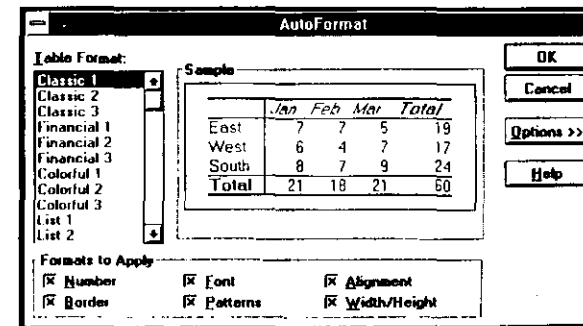 AutoFormat
Table Format:
Classic 1
Classic 2
Classic 3
Financial 1
Financial 2
Financial 3
Colorful 1
Colorful 2
Colorful 3
List 1
List 2
Sample
Jan Feb Mar Total
East 7 7 5 19
West 6 4 7 17
South 8 7 9 24
Total 21 18 21 60
OK
Cancel
Options >>
Help
Formats to Apply
Number Font Alignment
Border Patterns Width/Height